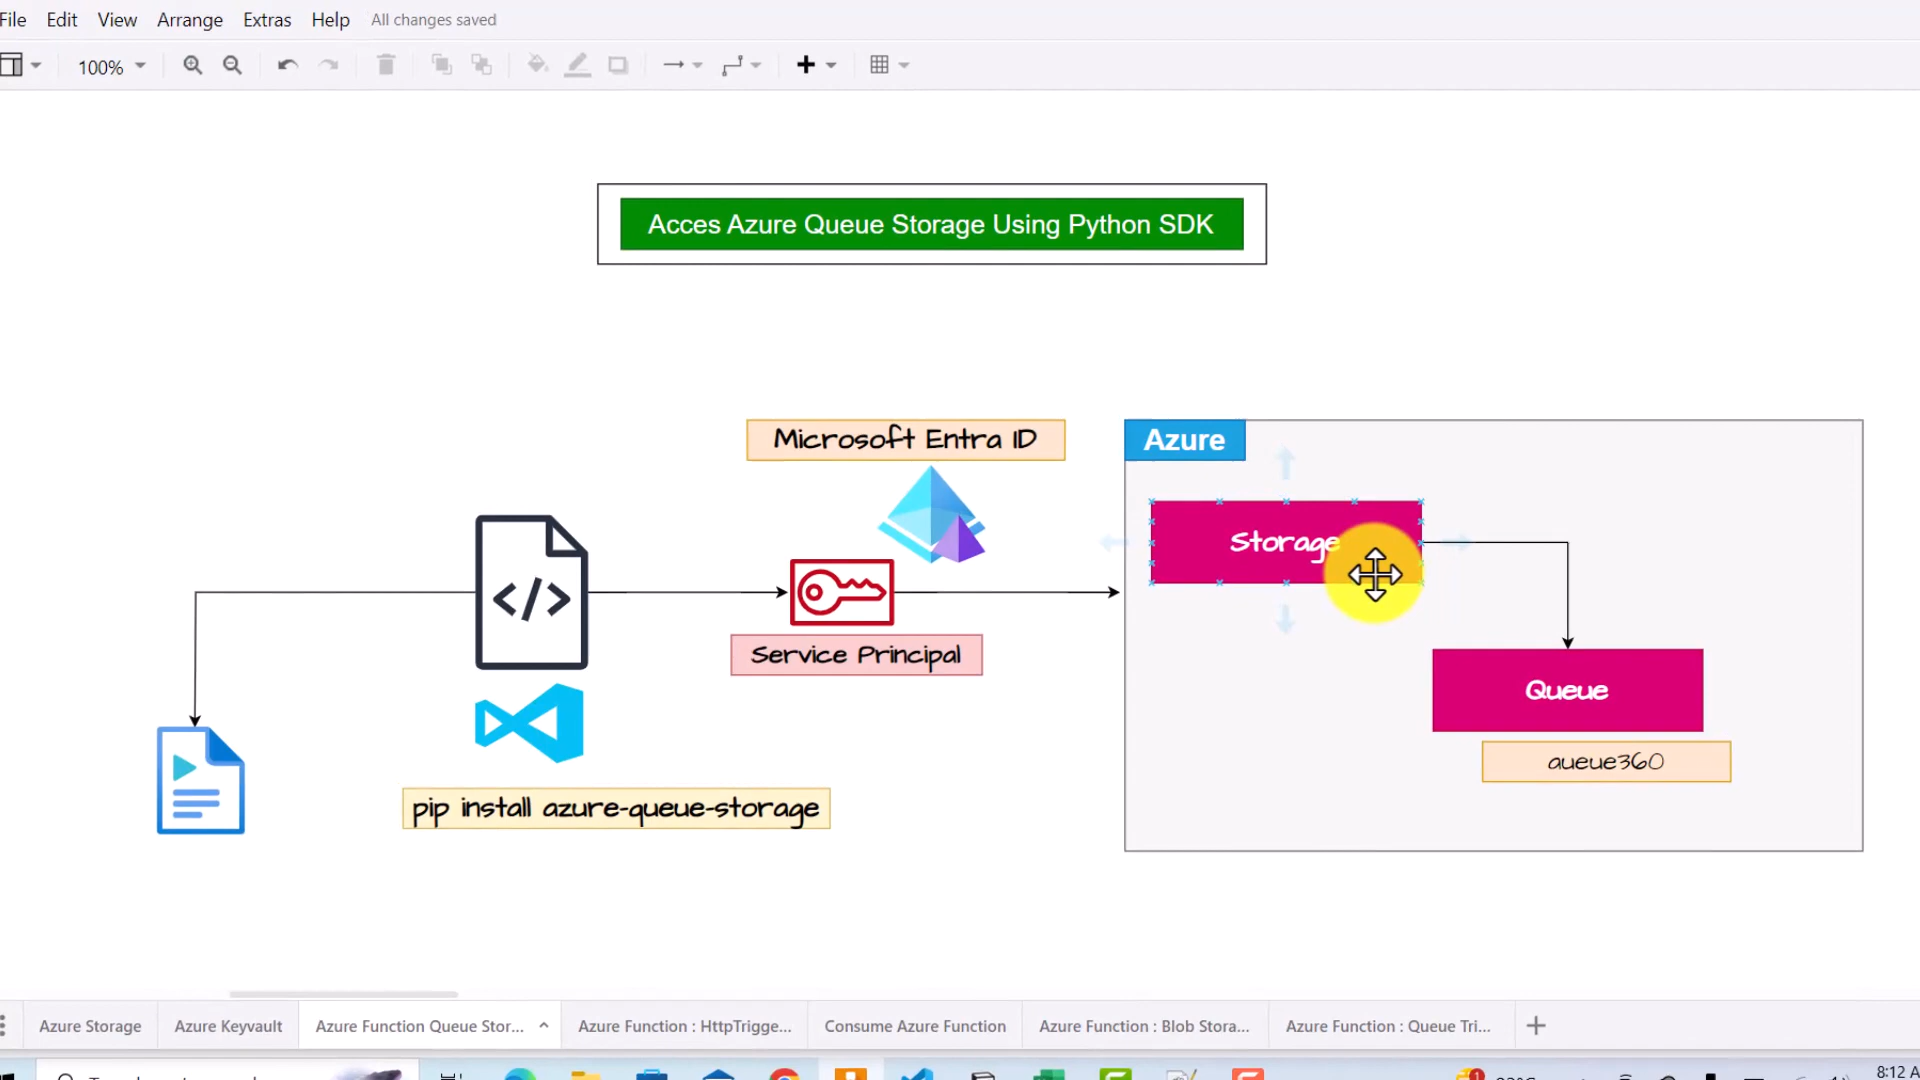 File Edit View Arrange Extras Help All changes saved
100%
Acces Azure Queue Storage Using Python SDK
Microsoft Entra ID
Azure
Storage
</>
Service Principal
Queue
queue360
pip install azure-queue-storage
Azure Storage Azure Keyvault Azure Function Queue Stor... Azure Function : HttpTrigge... Consume Azure Function Azure Function : Blob Stora... Azure Function : Queue Tri...
8:12 A